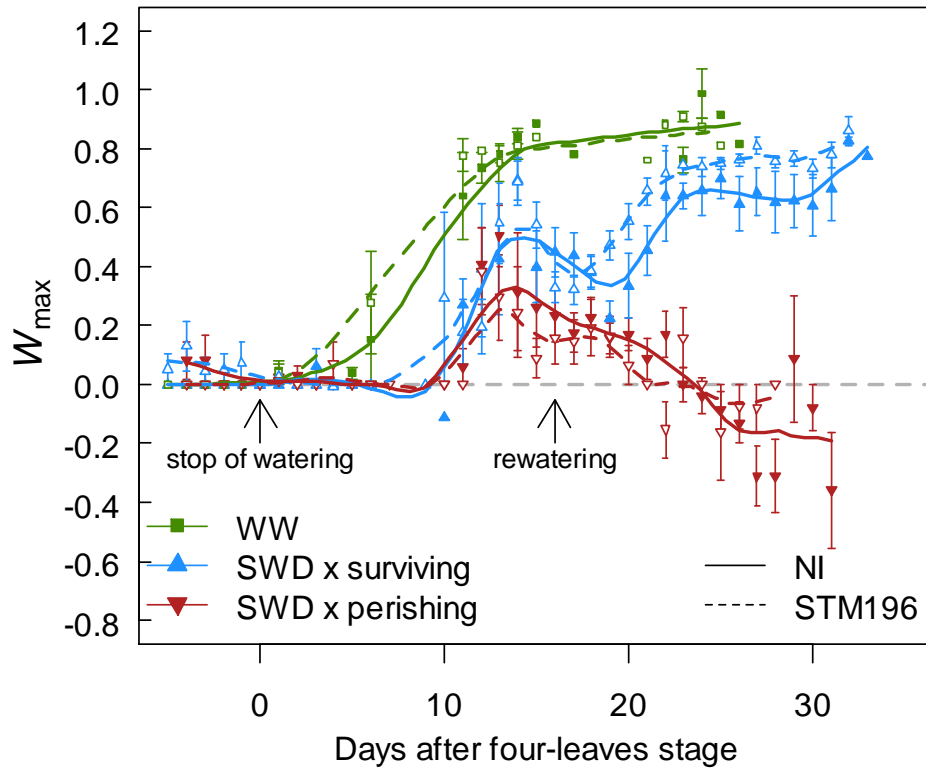 1.2
1.0
0.8
0.6
0.4
0.2
0.0
-0.2
-0.4
-0.6
-0.8
Wmax
stop of watering
rewatering
WW
SWD x surviving
SWD x perishing
NI
STM196
0 10 20 30
Days after four-leaves stage